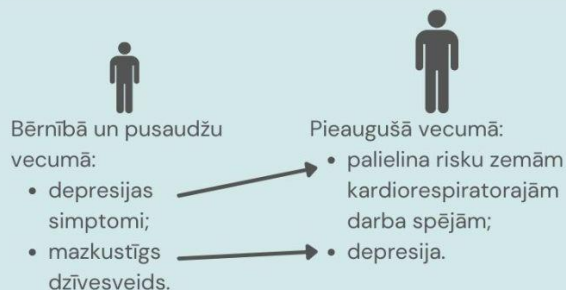 Bērnībā un pusaudžu
vecumā:
• depresijas
simptomi;
• mazkustīgs
dzīvesveids.
Pieaugušā vecumā:
• palielina risku zemām
kardiorespiratorajām
darba spējām;
• depresija.